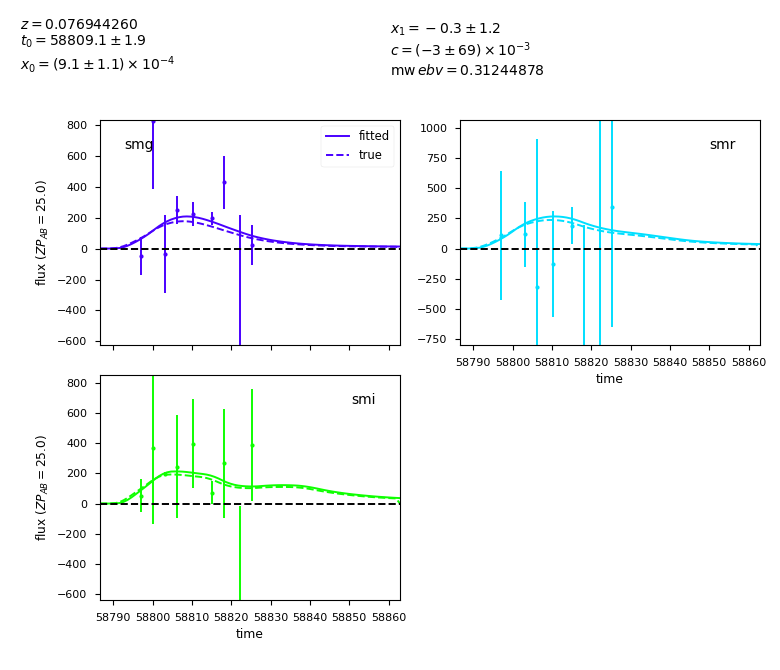 z = 0.076944260
t₀ = 58809.1 ± 1.9
x₀ = (9.1 ± 1.1) × 10⁻⁴
x₁ = − 0.3 ± 1.2
c = (−3 ± 69) × 10⁻³
mw ebv = 0.31244878
smg
fitted
true
800
600
400
200
0
−200
−400
−600
flux (ZP_AB = 25.0)
smr
1000
750
500
250
0
−250
−500
−750
58790 58800 58810 58820 58830 58840 58850 58860
time
smi
800
600
400
200
0
−200
−400
−600
flux (ZP_AB = 25.0)
58790 58800 58810 58820 58830 58840 58850 58860
time